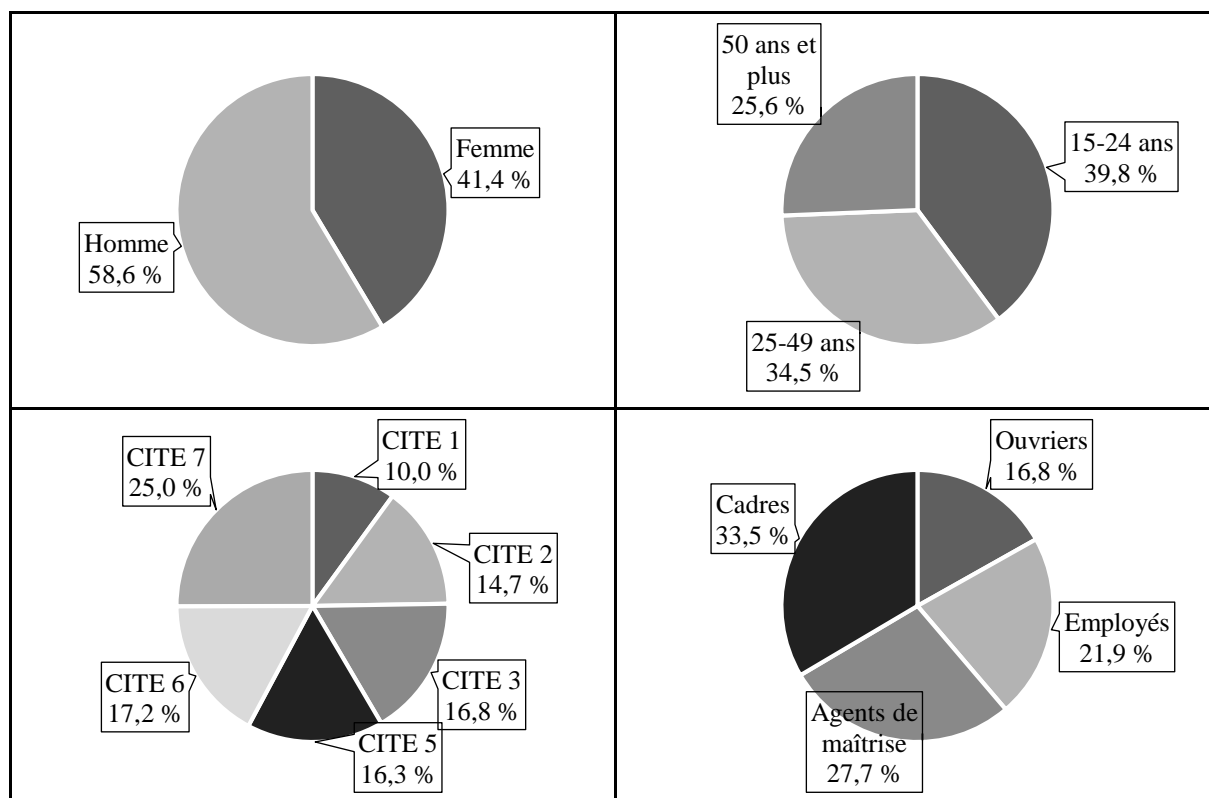 Femme
41,4 %
Homme
58,6 %
50 ans et
plus
25,6 %
15-24 ans
39,8 %
25-49 ans
34,5 %
CITE 1
10,0 %
CITE 2
14,7 %
CITE 3
16,8 %
CITE 5
16,3 %
CITE 6
17,2 %
CITE 7
25,0 %
Ouvriers
16,8 %
Employés
21,9 %
Agents de
maîtrise
27,7 %
Cadres
33,5 %